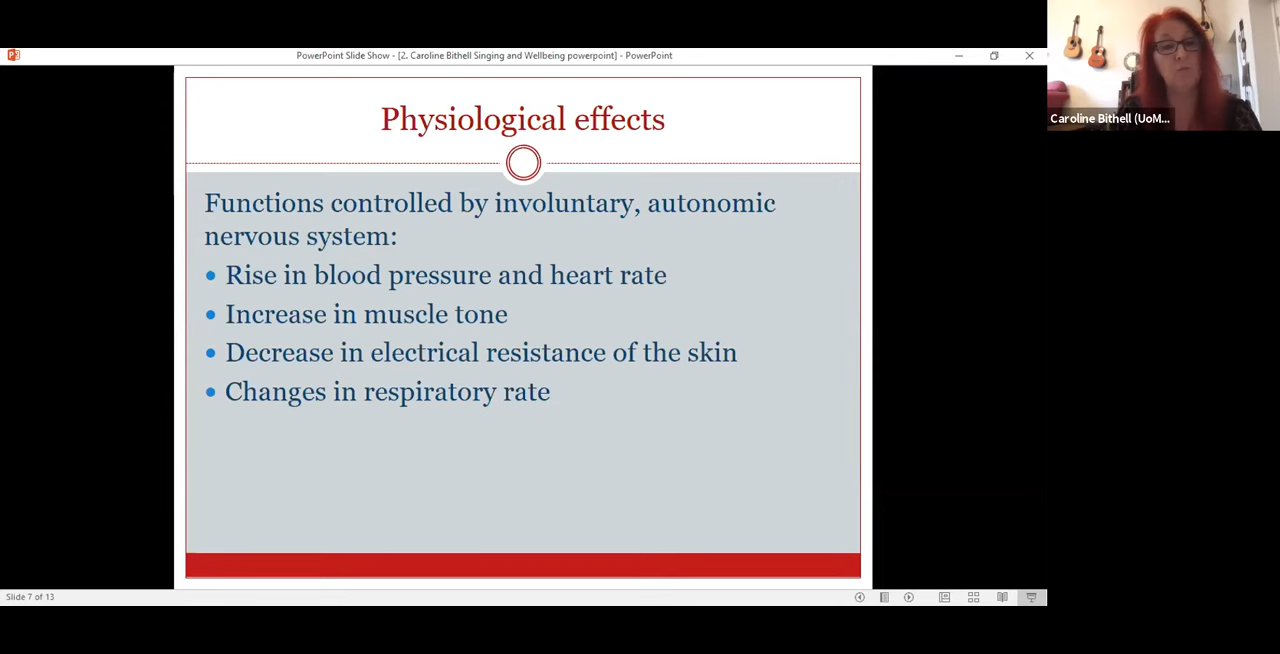 PowerPoint Slide Show - [2. Caroline Bithell Singing and Wellbeing powerpoint] - PowerPoint
Caroline Bithell (UoM...
Physiological effects
Functions controlled by involuntary, autonomic
nervous system:
• Rise in blood pressure and heart rate
• Increase in muscle tone
• Decrease in electrical resistance of the skin
• Changes in respiratory rate
Slide 7 of 13